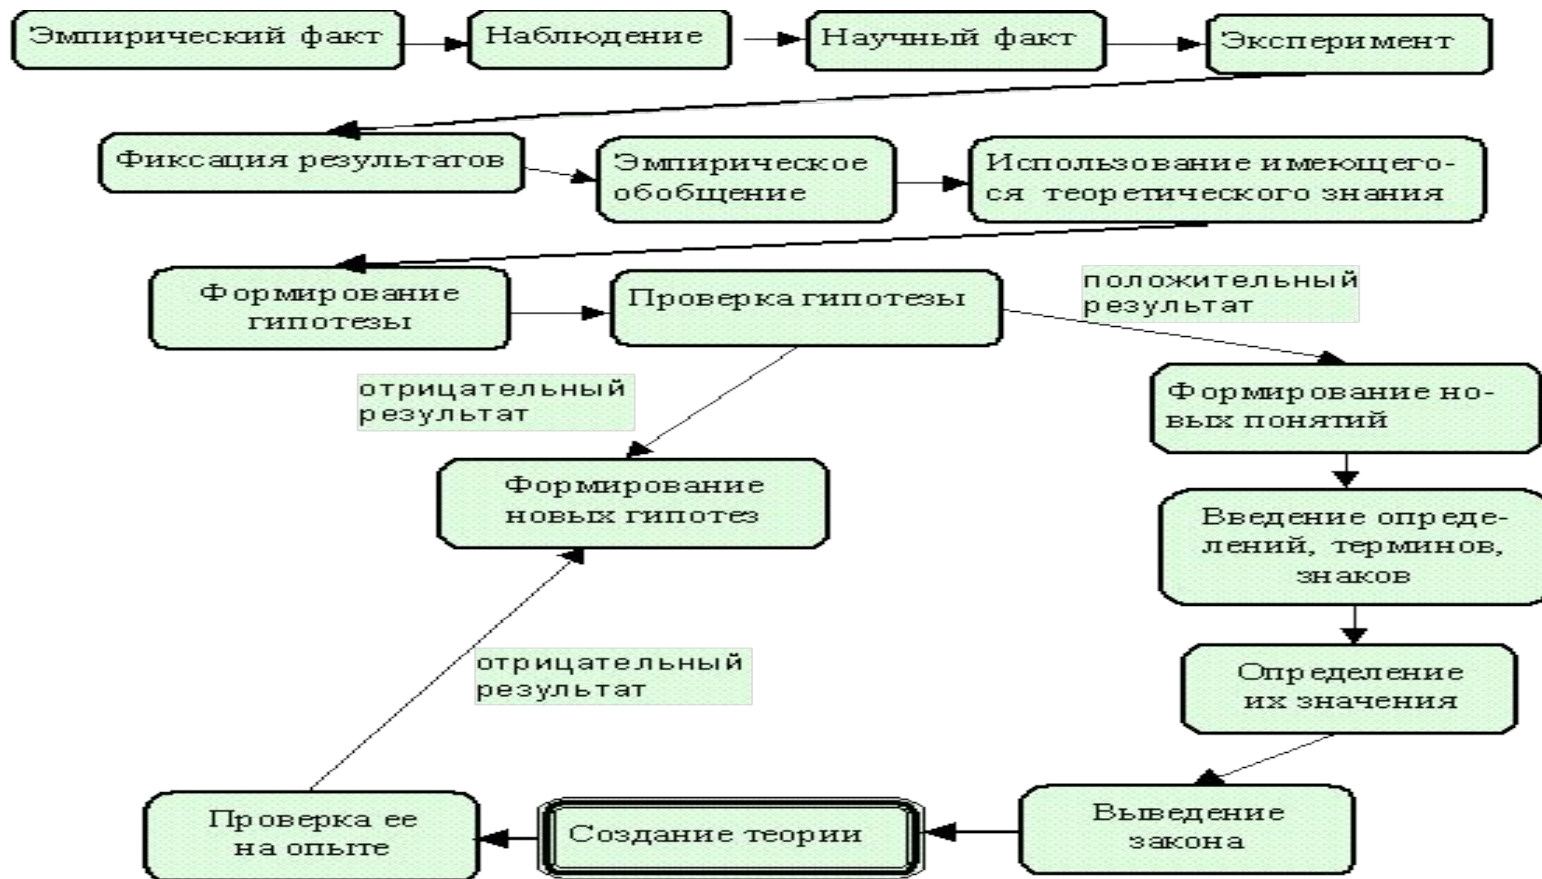 Эмпирический факт
Наблюдение
Научный факт
Эксперимент
Фиксация результатов
Эмпирическое
обобщение
Использование имеющего-
ся теоретического знания
Формирование
гипотезы
Проверка гипотезы
положительный
результат
отрицательный
результат
Формирование но-
вых понятий
Формирование
новых гипотез
Введение опреде-
лений, терминов,
знаков
отрицательный
результат
Определение
их значения
Проверка ее
на опыте
Создание теории
Выведение
закона